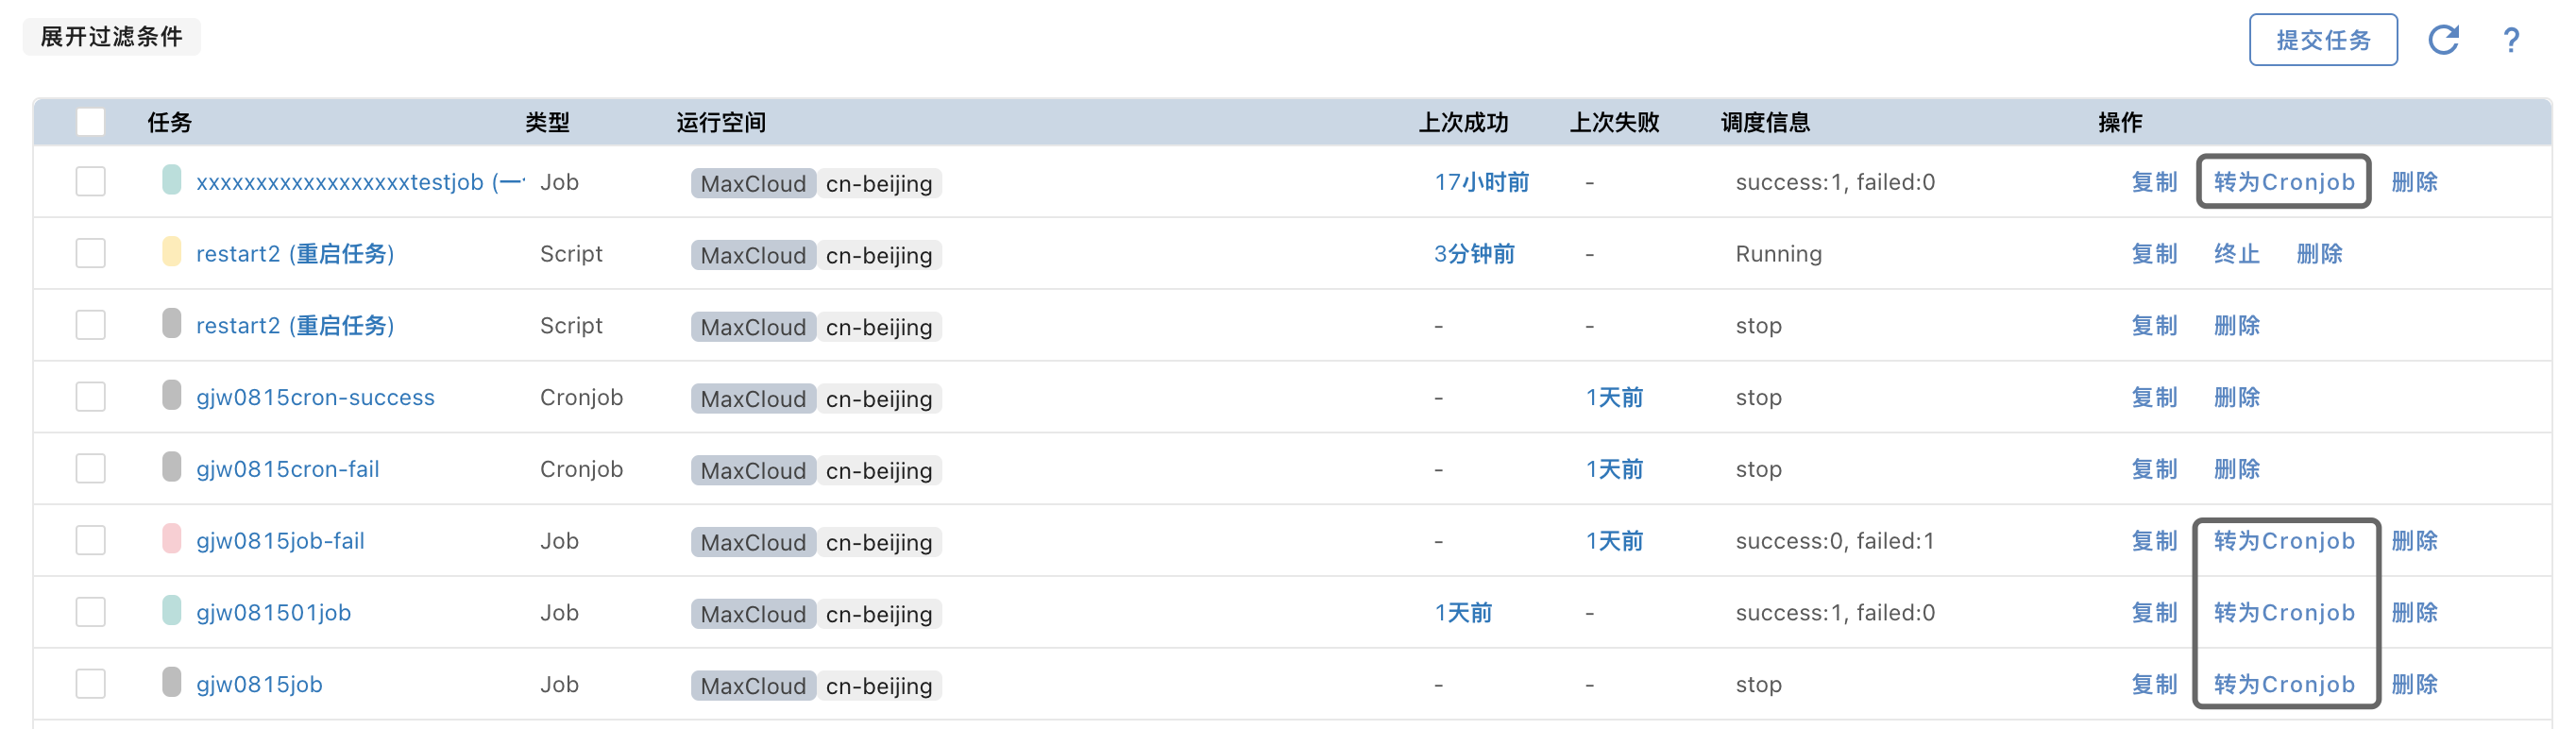 展开过滤条件 提交任务 ?
任务 类型 运行空间 上次成功 上次失败 调度信息 操作
xxxxxxxxxxxxxxxxxxtestjob (一 Job MaxCloud cn-beijing 17小时前 - success:1, failed:0 复制 转为Cronjob 删除
restart2 (重启任务) Script MaxCloud cn-beijing 3分钟前 - Running 复制 终止 删除
restart2 (重启任务) Script MaxCloud cn-beijing - - stop 复制 删除
gjw0815cron-success Cronjob MaxCloud cn-beijing - 1天前 stop 复制 删除
gjw0815cron-fail Cronjob MaxCloud cn-beijing - 1天前 stop 复制 删除
gjw0815job-fail Job MaxCloud cn-beijing - 1天前 success:0, failed:1 复制 转为Cronjob 删除
gjw081501job Job MaxCloud cn-beijing 1天前 - success:1, failed:0 复制 转为Cronjob 删除
gjw0815job Job MaxCloud cn-beijing - - stop 复制 转为Cronjob 删除